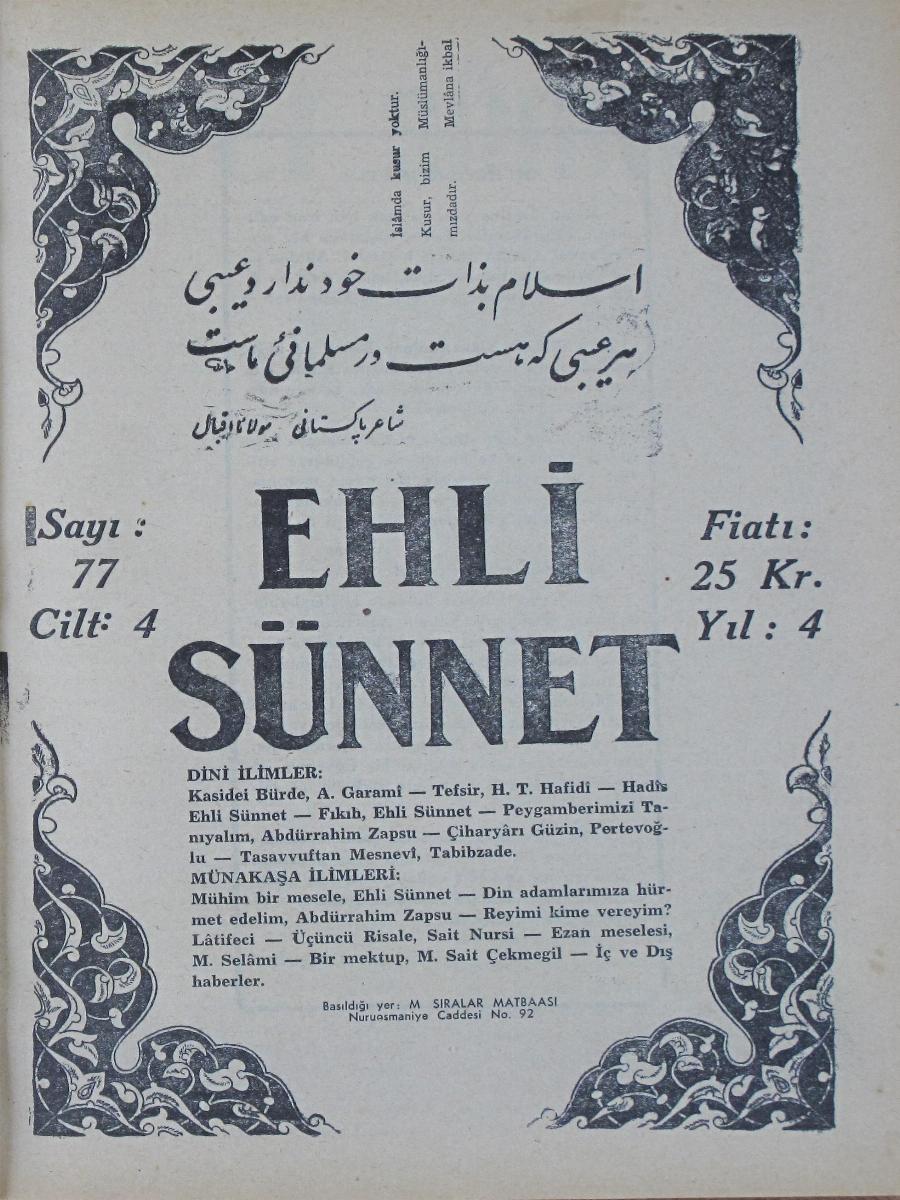 İslâmda kusur yoktur.
Kusur, bizim Müslümanlığı-
mızdadır. Mevlâna ikbal
اسلام بذات خود ندارد عیبی
هر عیبی که هست در مسلمانئ ماست
شاعر پاکستانی مولانا اقبال
EHLİ
SÜNNET
Sayı :
77
Cilt: 4
Fiatı:
25 Kr.
Yıl : 4
DİNİ İLİMLER:
Kasidei Bürde, A. Garamî — Tefsir, H. T. Hafidî — Hadîs
Ehli Sünnet — Fıkıh, Ehli Sünnet — Peygamberimizi Ta-
nıyalım, Abdürrahim Zapsu — Çiharyârı Güzin, Pertevoğ-
lu — Tasavvuftan Mesnevî, Tabibzade.
MÜNAKAŞA İLİMLERİ:
Mühim bir mesele, Ehli Sünnet — Din adamlarımıza hür-
met edelim, Abdürrahim Zapsu — Reyimi kime vereyim?
Lâtifeci — Üçüncü Risale, Sait Nursi — Ezan meselesi,
M. Selâmi — Bir mektup, M. Sait Çekmegil — İç ve Dış
haberler.
Basıldığı yer: M SIRALAR MATBAASI
Nuruosmaniye Caddesi No. 92